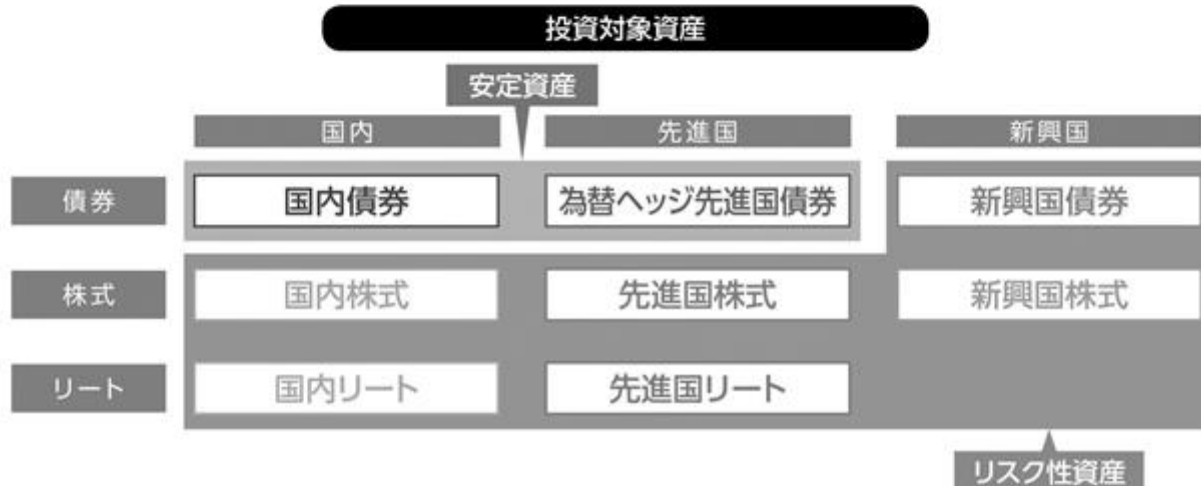 投資対象資産
安定資産
国内 先進国 新興国
債券 国内債券 為替ヘッジ先進国債券 新興国債券
株式 国内株式 先進国株式 新興国株式
リート 国内リート 先進国リート
リスク性資産